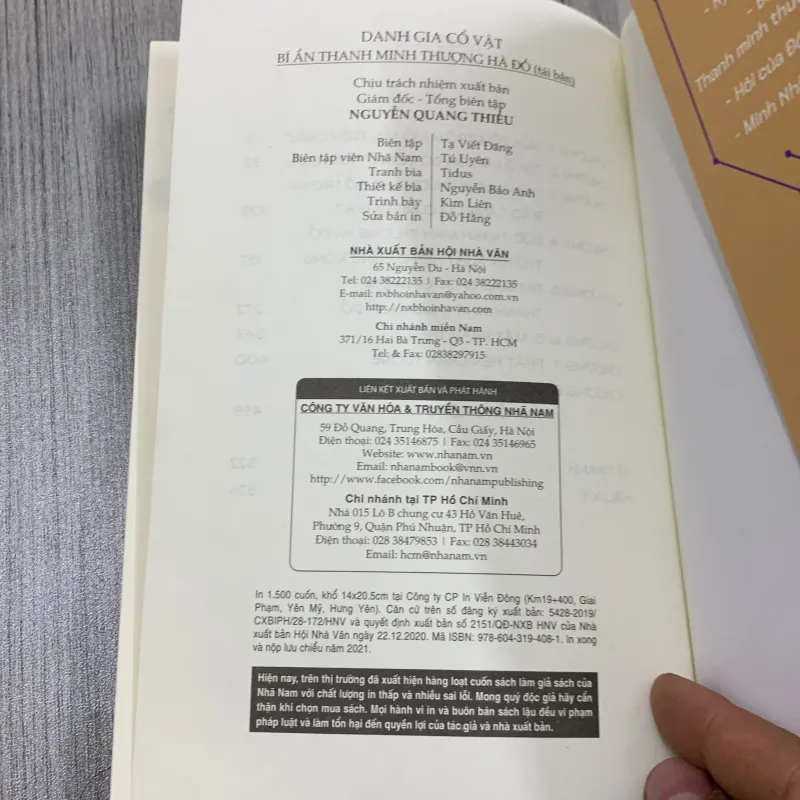 DANH GIA CỔ VẬT
BÍ ẨN THANH MINH THƯỢNG HÀ ĐỒ (tái bản)
Chịu trách nhiệm xuất bản
Giám đốc - Tổng biên tập
NGUYỄN QUANG THIỀU
Biên tập Tạ Viết Đãng
Biên tập viên Nhã Nam Tú Uyên
Tranh bìa Tidus
Thiết kế bìa Nguyễn Bảo Anh
Trình bày Kim Liên
Sửa bản in Đỗ Hằng
NHÀ XUẤT BẢN HỘI NHÀ VĂN
65 Nguyễn Du - Hà Nội
Tel: 024 38222135 | Fax: 024 38222135
E-mail: nxbhoinhavan@yahoo.com.vn
http://nxbhoinhavan.com
Chi nhánh miền Nam
371/16 Hai Bà Trưng - Q3 - TP. HCM
Tel: & Fax: 02838297915
LIÊN KẾT XUẤT BẢN VÀ PHÁT HÀNH
CÔNG TY VĂN HÓA & TRUYỀN THÔNG NHÃ NAM
59 Đỗ Quang, Trung Hòa, Cầu Giấy, Hà Nội
Điện thoại: 024 35146875 | Fax: 024 35146965
Website: www.nhanam.vn
Email: nhanambook@vnn.vn
http://www.facebook.com/nhanampublishing
Chi nhánh tại TP Hồ Chí Minh
Nhà 015 Lô B chung cư 43 Hồ Văn Huê,
Phường 9, Quận Phú Nhuận, TP Hồ Chí Minh
Điện thoại: 028 38479853 | Fax: 028 38443034
Email: hcm@nhanam.vn
In 1.500 cuốn, khổ 14x20.5cm tại Công ty CP In Viễn Đông (Km19+400, Giai
Phạm, Yên Mỹ, Hưng Yên). Căn cứ trên số đăng ký xuất bản: 5428-2019/
CXBIPH/28-172/HNV và quyết định xuất bản số 2151/QĐ-NXB HNV của Nhà
xuất bản Hội Nhà Văn ngày 22.12.2020. Mã ISBN: 978-604-319-408-1. In xong
và nộp lưu chiểu năm 2021.
Hiện nay, trên thị trường đã xuất hiện hàng loạt cuốn sách làm giả sách của
Nhã Nam với chất lượng in thấp và nhiều sai lỗi. Mong quý độc giả hãy cẩn
thận khi chọn mua sách. Mọi hành vi in và buôn bán sách lậu đều vi phạm
pháp luật và làm tổn hại đến quyền lợi của tác giả và nhà xuất bản.
Thanh minh thượ
- Hồi của
- Minh Nh